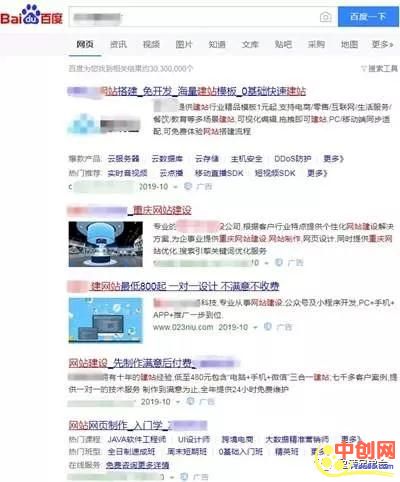 Bai du 百度
百度一下
网页 资讯 视频 图片 知道 文库 贴吧 采购 地图 更多»
百度为您找到相关结果约30,300,000个 搜索工具
网站搭建_免开发_海量建站模板_0基础快速建站
提供建站行业精品模板1元起,支持电商/零售/互联网/生活服务/
餐饮/教育等多场景建站,可视化编辑,拖拽即可建站.PC/移动端同步适
配,可免费体验网站搭建流程
爆款产品: 云服务器 云数据库 云存储 主机安全 DDoS防护 更多》
热门推荐: 实时音视频 云点播 移动直播SDK 短视频SDK 更多》
2019-10 广告
_重庆网站建设
专业的 公司,根据客户行业特点提供个性化网站建设解决
方案,为企事业提供重庆网站建设,网站制作,网页设计,同时提供重庆网
站优化,搜索引擎关键词优化服务
2019-10 广告
建网站最低800起 一对一设计 不满意不收费
科技,专业从事网站建设,公众号及小程序开发,PC+手机+
APP+推广一步到位.
www.023niu.com 2019-10 广告
网站建设_先制作满意后付费_
将有十年的建站经验,低至480元包含"电脑+手机+微信"三合一建站,七千多客户案例,提
供一对一的技术服务 制作到满意为止,全年提供24小时免费维护
2019-10 广告
网站网页制作_入门学_
热门课程: JAVA软件工程师 UI设计师 跨境电商 大数据精准营销师 更多》
热门班型: 全日制速成班 周末短期班 0基础入门班 精英班 更多》
在线服务: 免费咨询更多详情
中创网